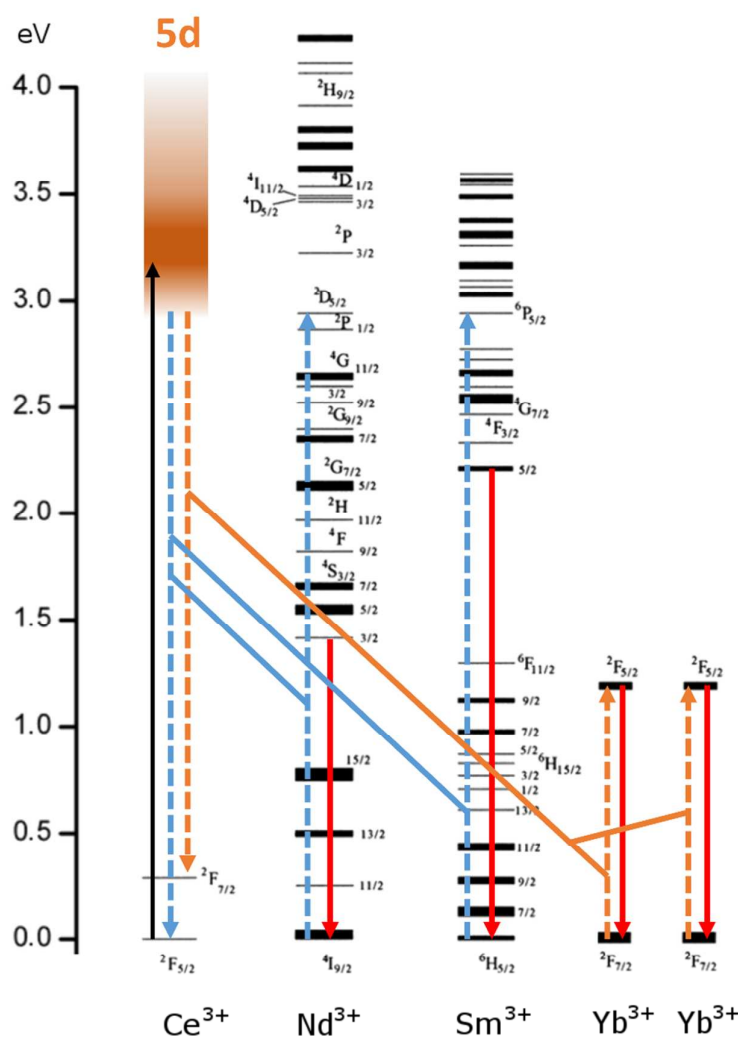 eV
5d
4.0
3.5
3.0
2.5
2.0
1.5
1.0
0.5
0.0
²F₇/₂
²F₅/₂
Ce³⁺
²H₉/₂
⁴I₁₁/₂
⁴D 1/2
⁴D₅/₂
3/2
²P
3/2
²D₅/₂
²P
1/2
⁴G
11/2
3/2
9/2
²G₉/₂
7/2
²G₇/₂
5/2
²H
11/2
⁴F
9/2
⁴S₃/₂
7/2
5/2
3/2
15/2
13/2
11/2
⁴I₉/₂
Nd³⁺
⁶P₅/₂
⁴G₇/₂
⁴F₃/₂
5/2
⁶F₁₁/₂
9/2
7/2
5/2
⁶H₁₅/₂
3/2
1/2
13/2
11/2
9/2
7/2
⁶H₅/₂
Sm³⁺
²F₅/₂
²F₇/₂
Yb³⁺
²F₅/₂
²F₇/₂
Yb³⁺